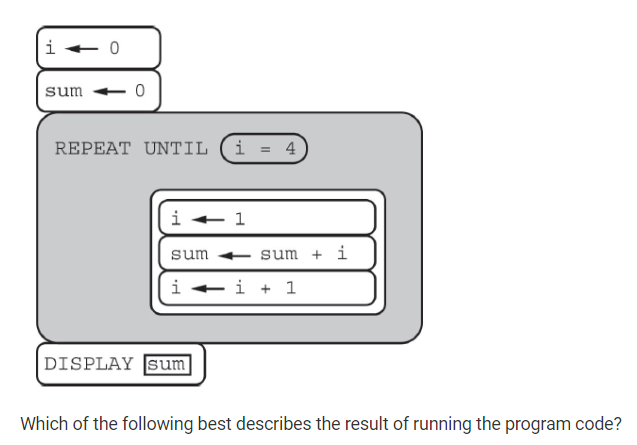 i ← 0
sum ← 0
REPEAT UNTIL i = 4
i ← 1
sum ← sum + i
i ← i + 1
DISPLAY sum
Which of the following best describes the result of running the program code?